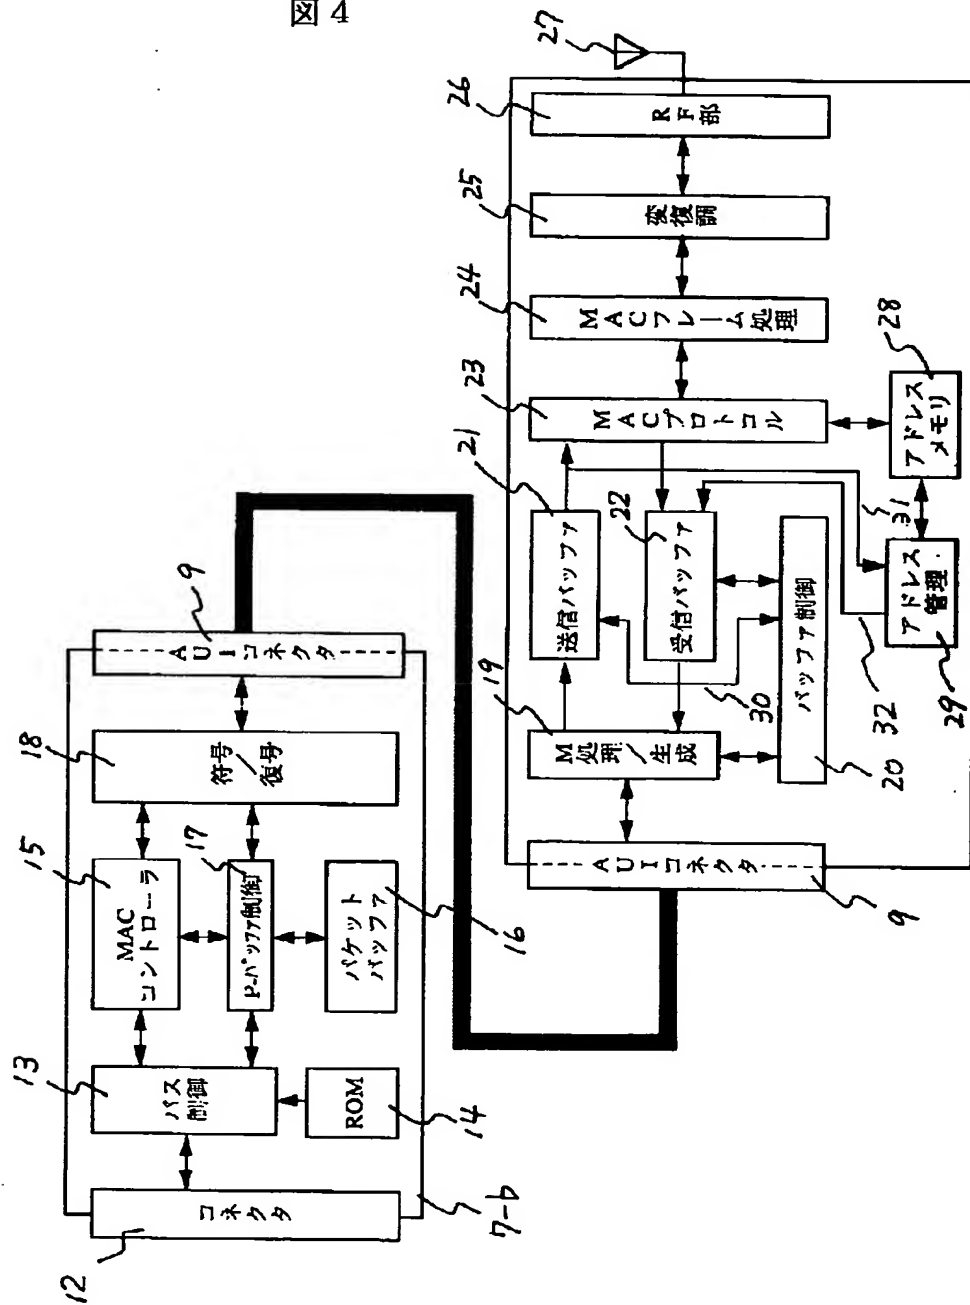 図 4
12
コネクタ
7-b
13
バス
制御
14
ROM
15
MAC
コントローラ
17
P-バッファ制御
16
パケット
バッファ
18
符号/
復号
9
AUIコネクタ
9
AUIコネクタ
19
M処理/生成
20
バッファ制御
21
送信バッファ
22
受信バッファ
30
23
MACプロトコル
24
MACフレーム処理
25
変復調
26
RF部
27
28
アドレス
メモリ
29
アドレス
管理
31
32